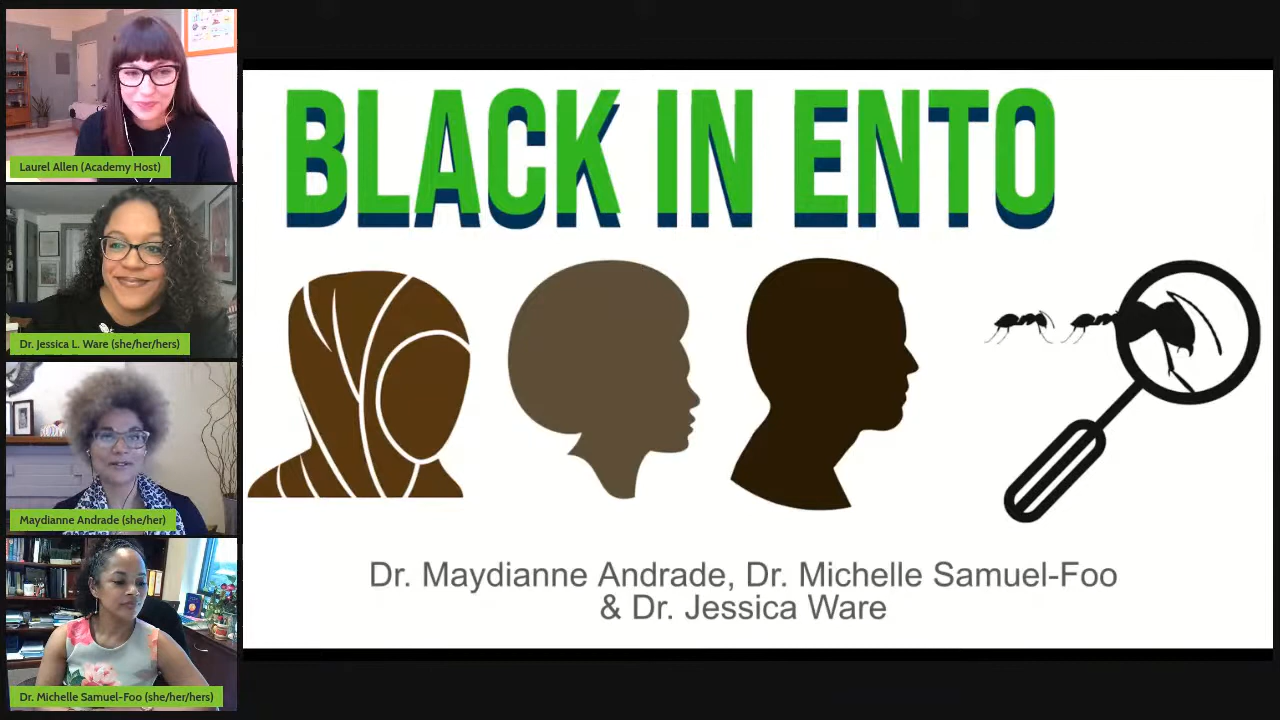 Laurel Allen (Academy Host)
Dr. Jessica L. Ware (she/her/hers)
Maydianne Andrade (she/her)
Dr. Michelle Samuel-Foo (she/her/hers)
BLACK IN ENTO
Dr. Maydianne Andrade, Dr. Michelle Samuel-Foo
& Dr. Jessica Ware